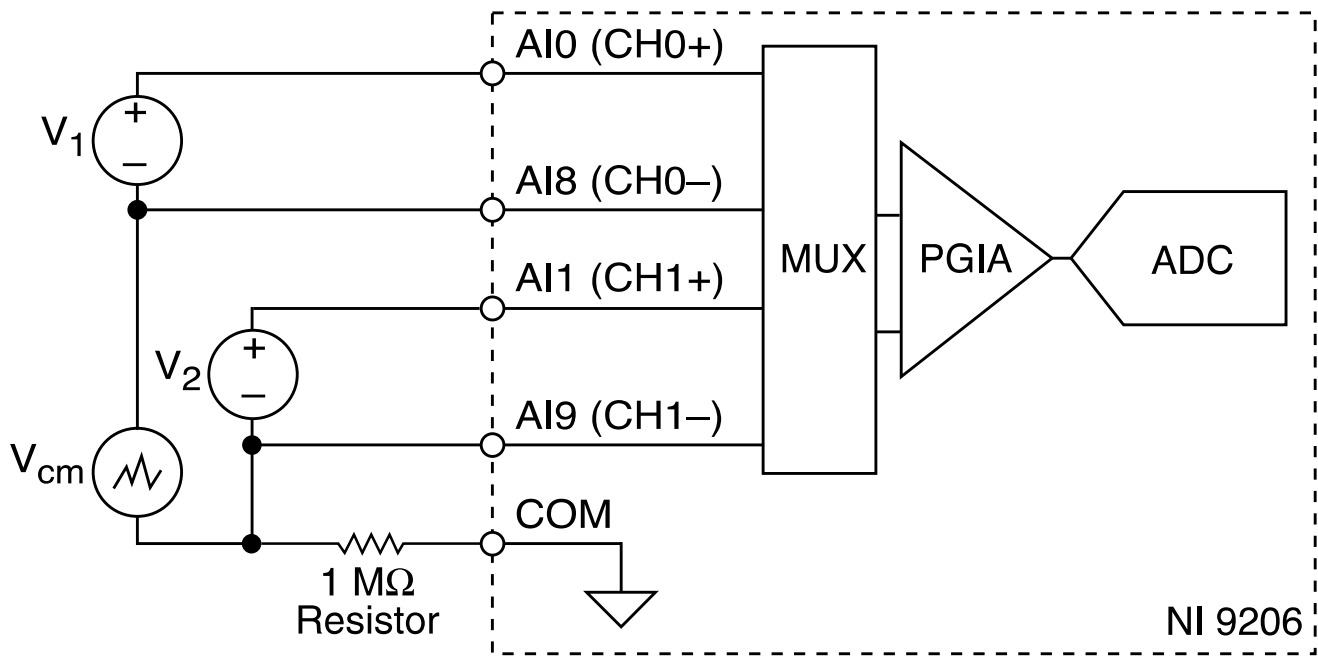 AI0 (CH0+)
V1
+
–
AI8 (CH0–)
MUX
PGIA
ADC
AI1 (CH1+)
V2
+
–
AI9 (CH1–)
Vcm
COM
1 MΩ
Resistor
NI 9206